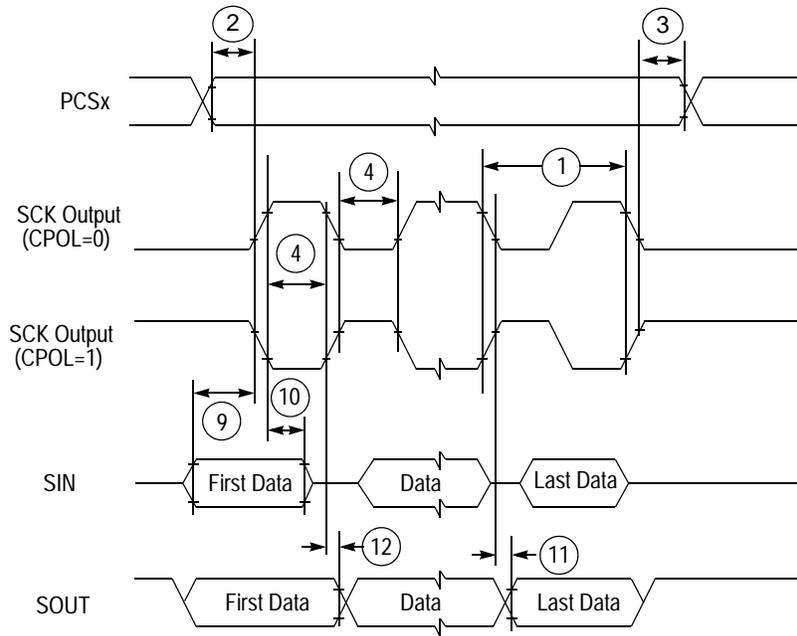 2
3
PCSx
4
1
SCK Output
(CPOL=0)
4
SCK Output
(CPOL=1)
10
9
SIN
First Data
Data
Last Data
12
11
SOUT
First Data
Data
Last Data